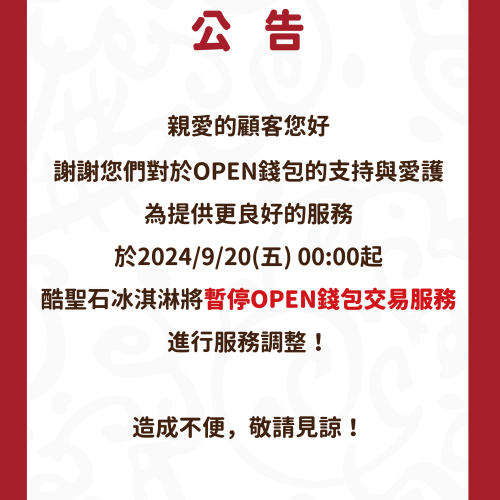 公 告
親愛的顧客您好
謝謝您們對於OPEN錢包的支持與愛護
為提供更良好的服務
於2024/9/20(五) 00:00起
酷聖石冰淇淋將暫停OPEN錢包交易服務
進行服務調整！
造成不便，敬請見諒！